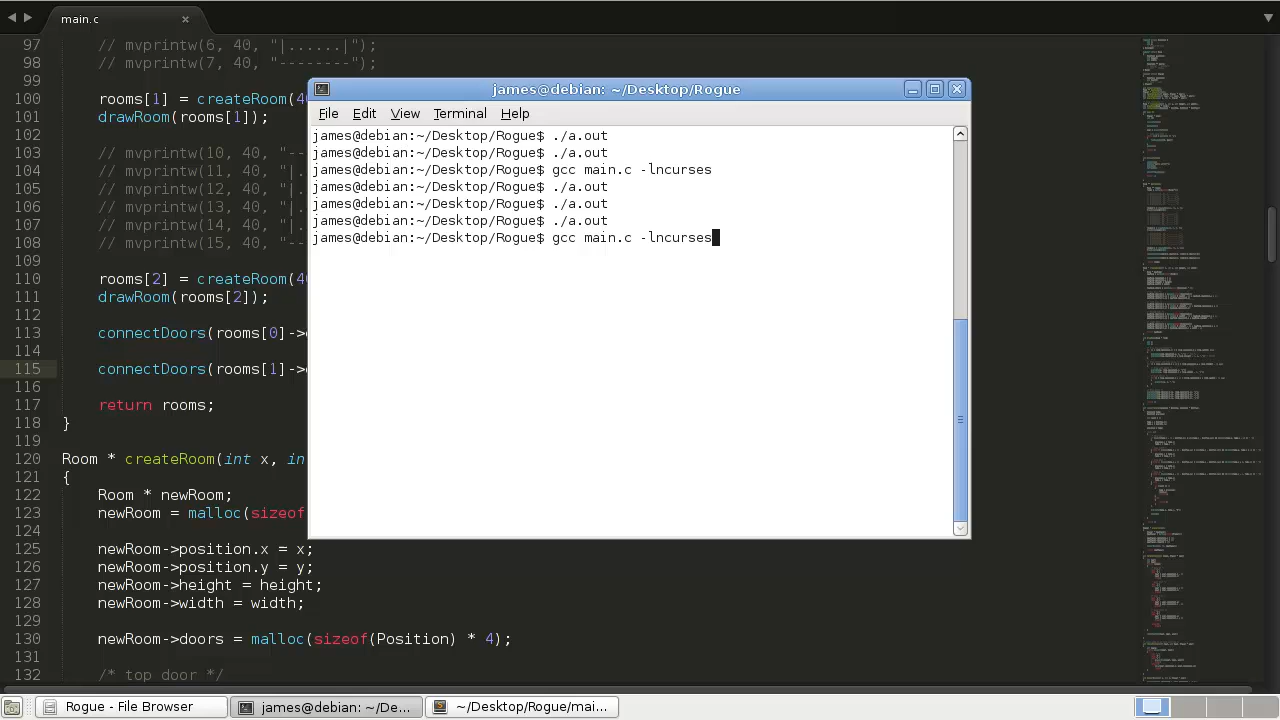 main.c
97 // mvprintw(6, 40, "|......|");
98 // mvprintw(7, 40, "--------");
99
100 rooms[1] =
101 drawRoom(rooms[1]);
102
103 // mvprintw(10, 40
104 // mvprintw(11, 40
105 // mvprintw(12, 40
106 // mvprintw(13, 40
107 // mvprintw(14, 40
108 // mvprintw(15, 40
109
110 rooms[2] =
111 drawRoom(rooms[2]);
112
113 connectDoors(rooms[0]->
114
115 connectDoors(rooms[1]->
116
117 return rooms;
118 }
119
120 Room * createRoom(int x,
121 {
122 Room * newRoom;
123 newRoom = malloc(sizeof
124
125 newRoom->position.x = x;
126 newRoom->position.y = y;
127 newRoom->height = height;
128 newRoom->width = width;
129
130 newRoom->doors = malloc(sizeof(Position) * 4);
131
132 /* top door */
james@debian: ~/Desktop/Rogue
File Edit View Help
james@debian:~/Desktop/Rogue$ ./a.out
james@debian:~/Desktop/Rogue$ ./a.out
james@debian:~/Desktop/Rogue$ gcc main.c -lncurses
james@debian:~/Desktop/Rogue$ ./a.out
james@debian:~/Desktop/Rogue$ ./a.out
james@debian:~/Desktop/Rogue$ ./a.out
james@debian:~/Desktop/Rogue$ gcc main.c -lncurses
Rogue - File Browser
james@debian: ~/De...
~/Desktop/Rogue/mai...